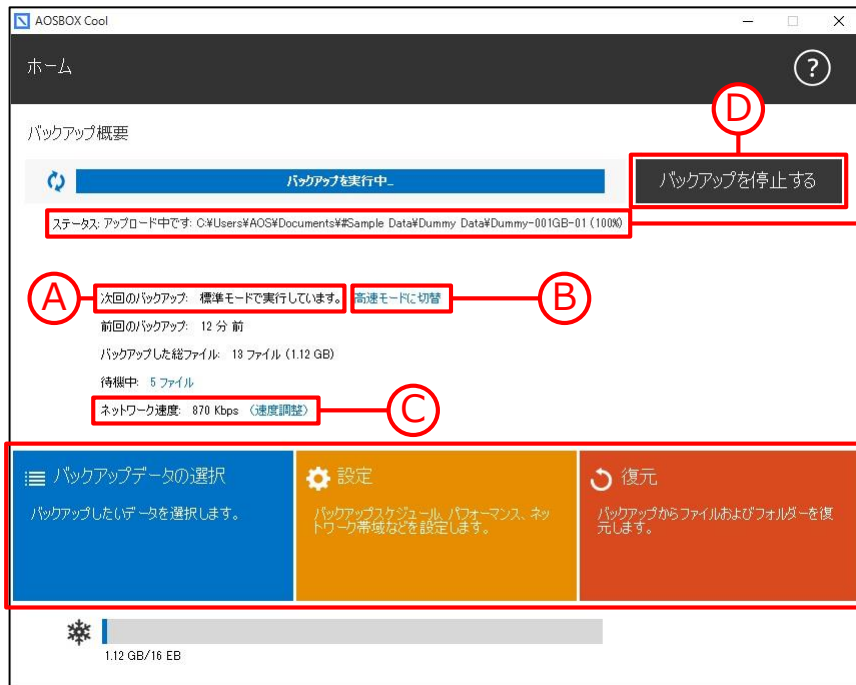 AOSBOX Cool
ホーム
?
D
バックアップ概要
バックアップを実行中...
バックアップを停止する
ステータス: アップロード中です: C:¥Users¥AOS¥Documents¥#Sample Data¥Dummy Data¥Dummy-001GB-01 (100%)
A
次回のバックアップ: 標準モードで実行しています。 高速モードに切替
B
前回のバックアップ: 12 分 前
バックアップした総ファイル: 13 ファイル (1.12 GB)
待機中: 5 ファイル
ネットワーク速度: 870 Kbps 〈速度調整〉
C
バックアップデータの選択
バックアップしたいデータを選択します。
設定
バックアップスケジュール、パフォーマンス、ネッ
トワーク帯域などを設定します。
復元
バックアップからファイルおよびフォルダーを復
元します。
1.12 GB/16 EB